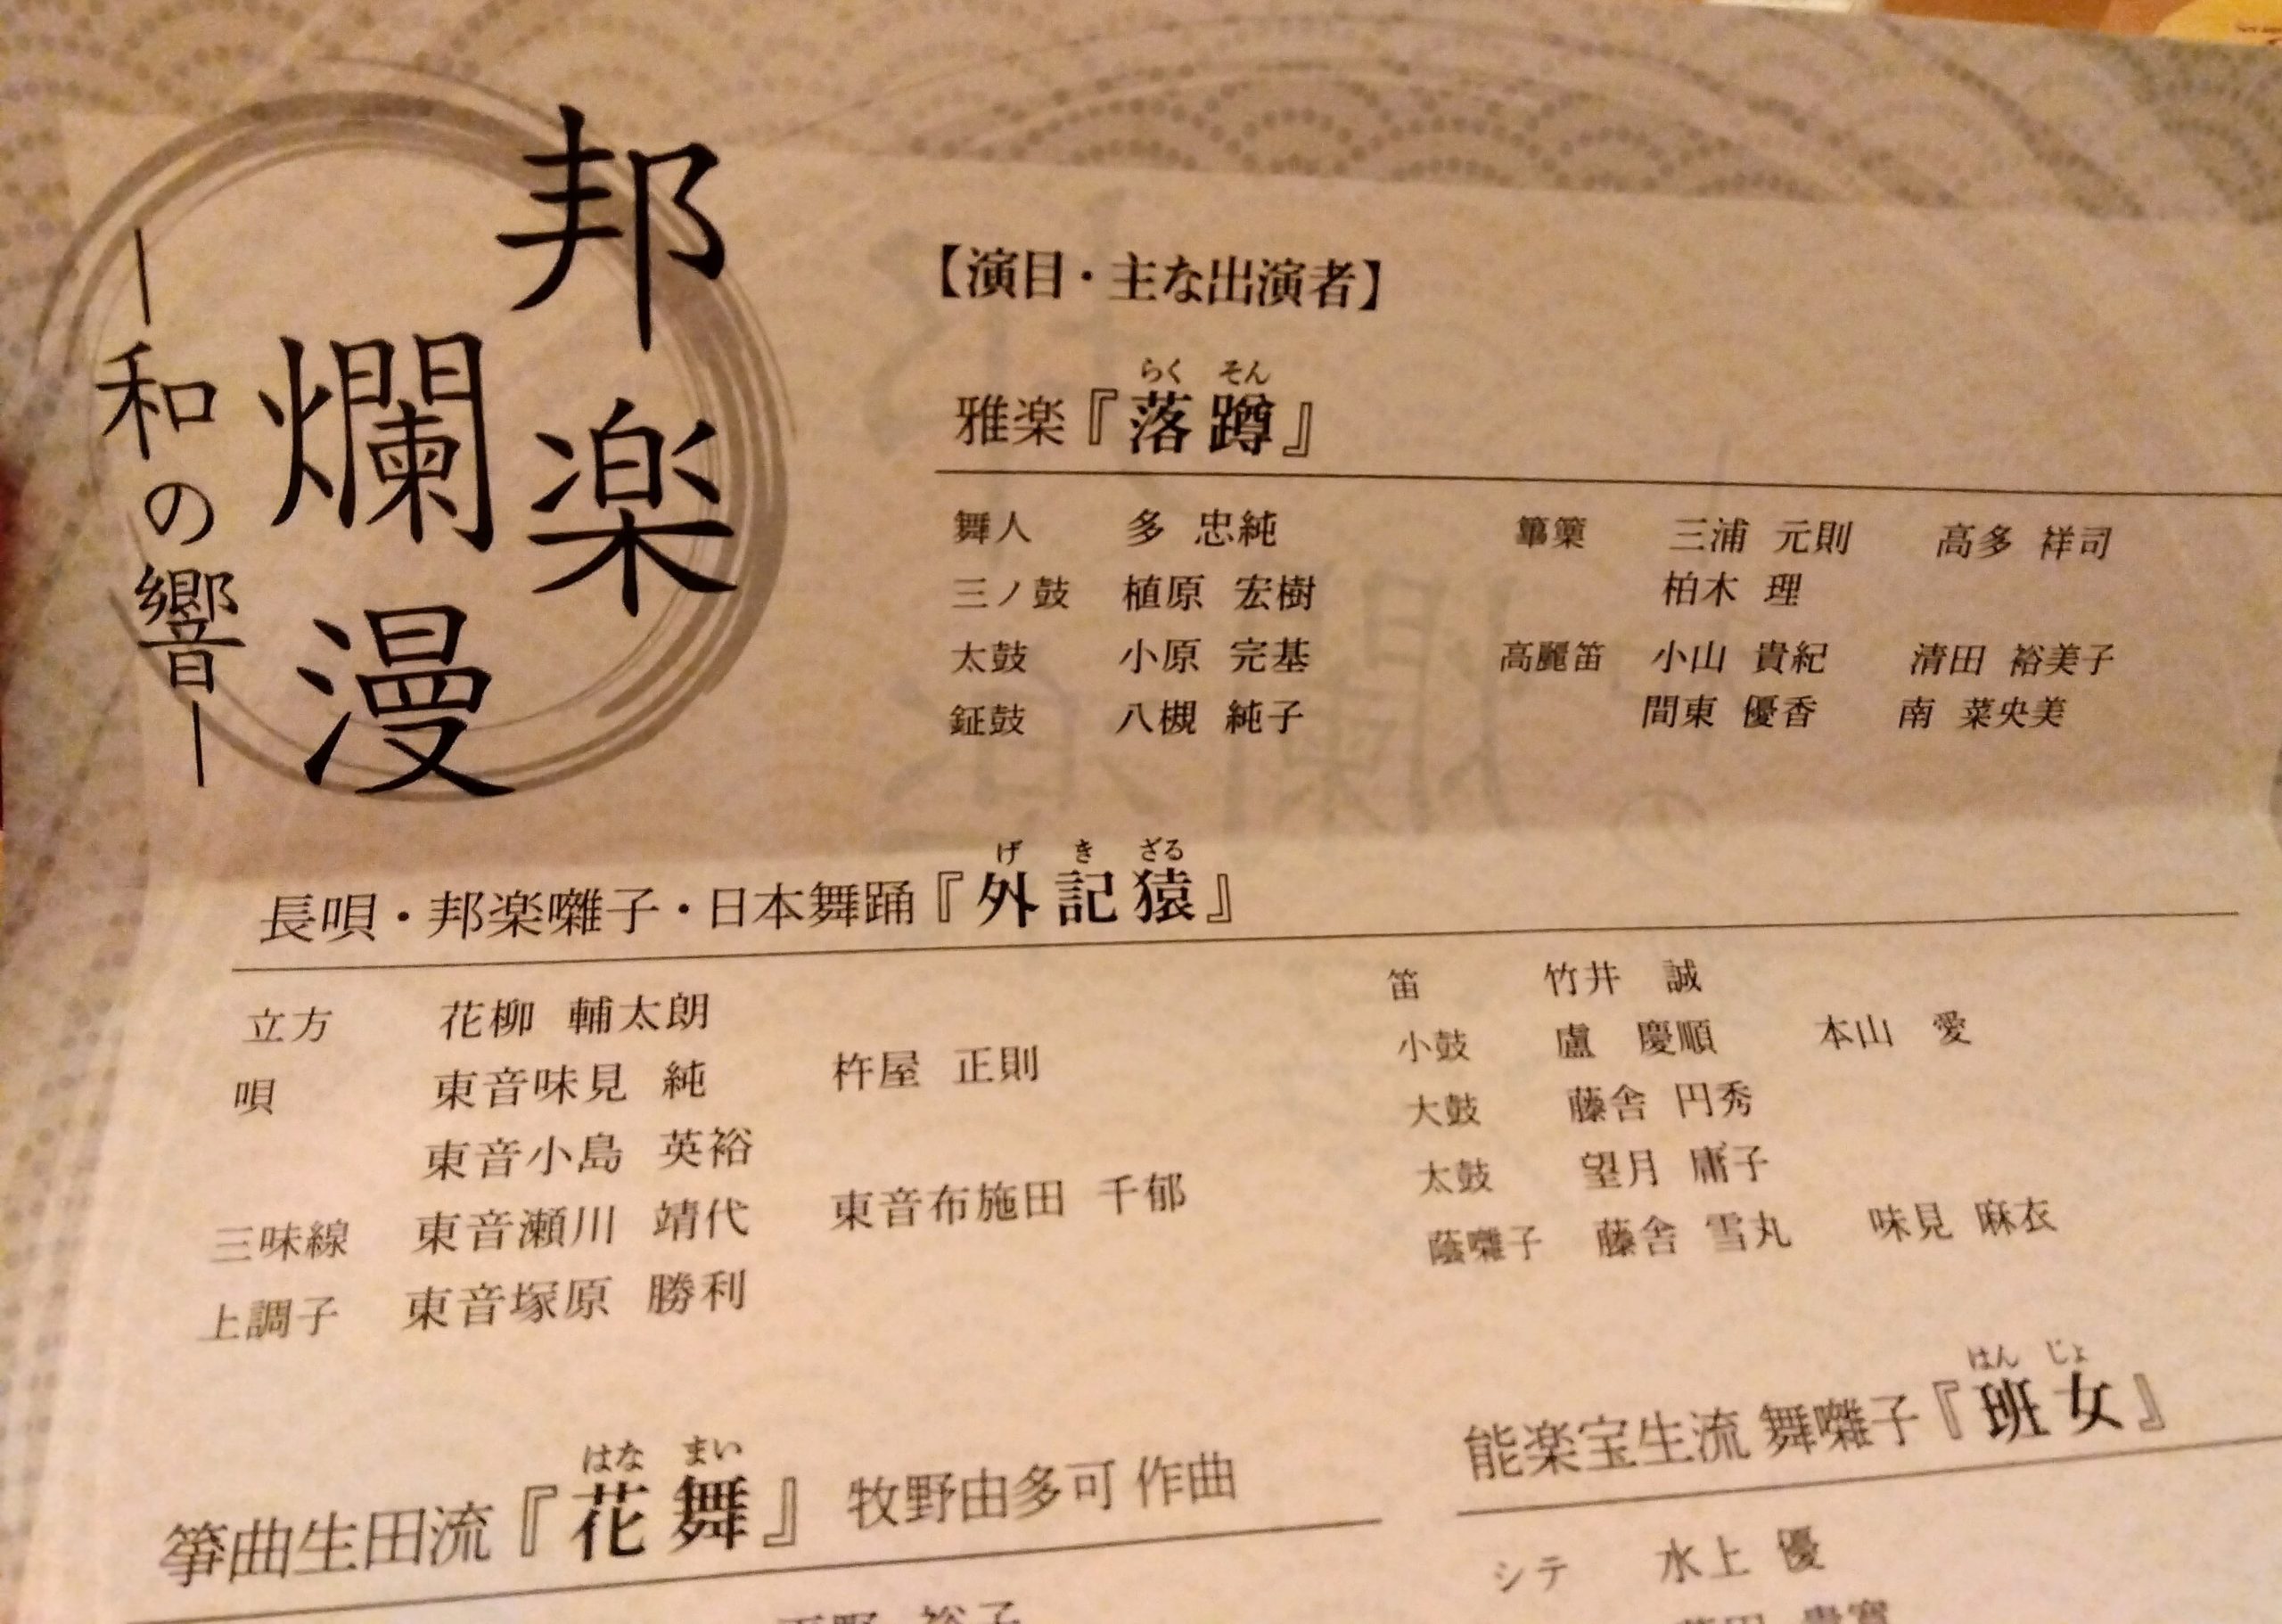 邦楽
爛漫
―和の響―
【演目・主な出演者】
らく そん
雅楽『落蹲』
舞人 多 忠純
三ノ鼓 植原 宏樹
太鼓 小原 完基
鉦鼓 八槻 純子
篳篥 三浦 元則 高多 祥司
柏木 理
高麗笛 小山 貴紀 清田 裕美子
間東 優香 南 菜央美
げ き ざる
長唄・邦楽囃子・日本舞踊『外記猿』
立方 花柳 輔太朗
唄 東音味見 純 杵屋 正則
東音小島 英裕
三味線 東音瀬川 靖代 東音布施田 千郁
上調子 東音塚原 勝利
笛 竹井 誠
小鼓 盧 慶順 本山 愛
大鼓 藤舎 円秀
太鼓 望月 庸子
蔭囃子 藤舎 雪丸 味見 麻衣
はな まい
箏曲生田流『花舞』 牧野由多可 作曲
はん じょ
能楽宝生流 舞囃子『班女』
シテ 水上 優